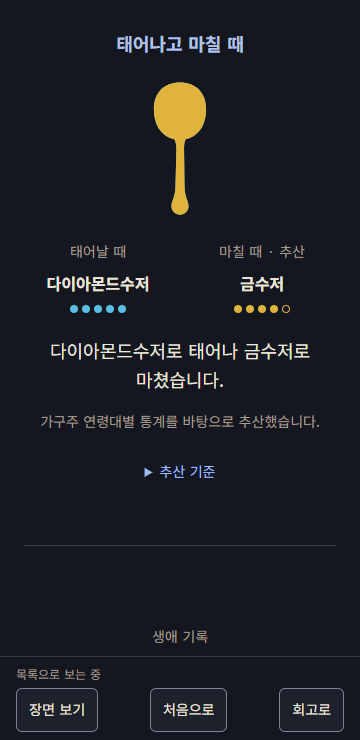 태어나고 마칠 때
태어날 때
마칠 때 · 추산
다이아몬드수저
금수저
다이아몬드수저로 태어나 금수저로
마쳤습니다.
가구주 연령대별 통계를 바탕으로 추산했습니다.
▶ 추산 기준
생애 기록
목록으로 보는 중
장면 보기
처음으로
회고로